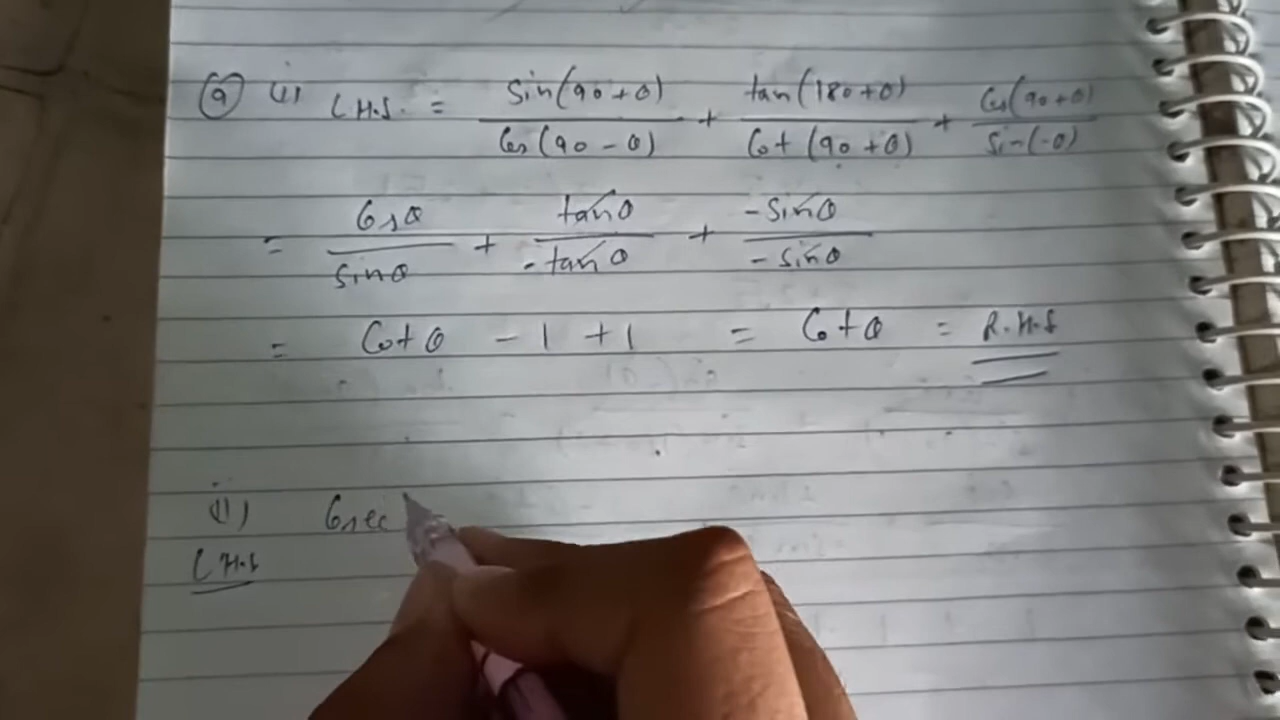 9 (i) L.H.S. = sin(90+θ)/Cos(90-θ) + tan(180+θ)/Cot(90+θ) + Cos(90+θ)/sin(-θ)
= Cosθ/sinθ + tanθ/-tanθ + -sinθ/-sinθ
= Cotθ - 1 + 1 = Cotθ = R.H.S
(ii) Cosec
L.H.S